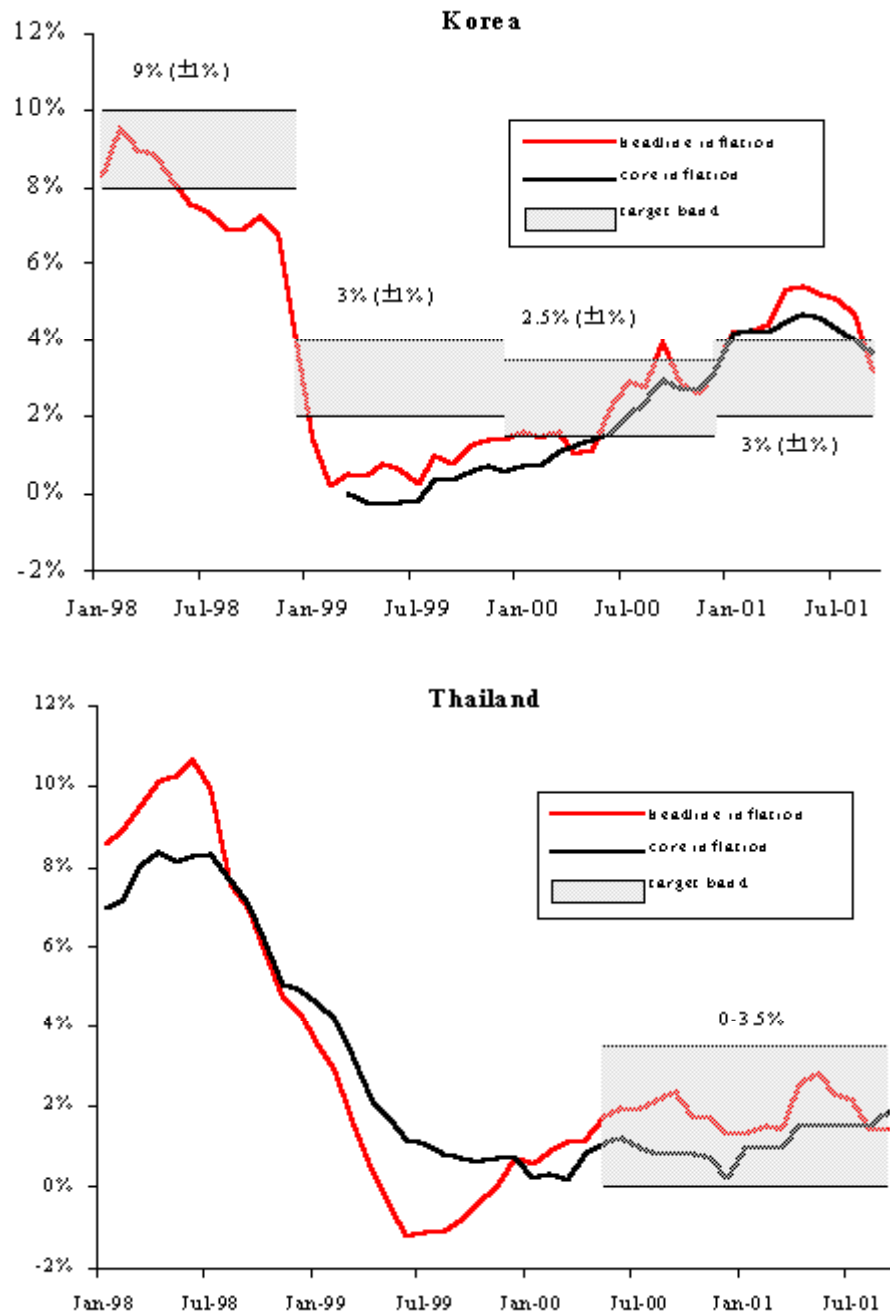 Korea
12%
9% (±1%)
10%
headline inflation
core inflation
target band
8%
6%
3% (±1%)
2.5% (±1%)
4%
2%
3% (±1%)
0%
-2%
Jan-98 Jul-98 Jan-99 Jul-99 Jan-00 Jul-00 Jan-01 Jul-01
Thailand
12%
10%
headline inflation
core inflation
target band
8%
6%
0-3.5%
4%
2%
0%
-2%
Jan-98 Jul-98 Jan-99 Jul-99 Jan-00 Jul-00 Jan-01 Jul-01